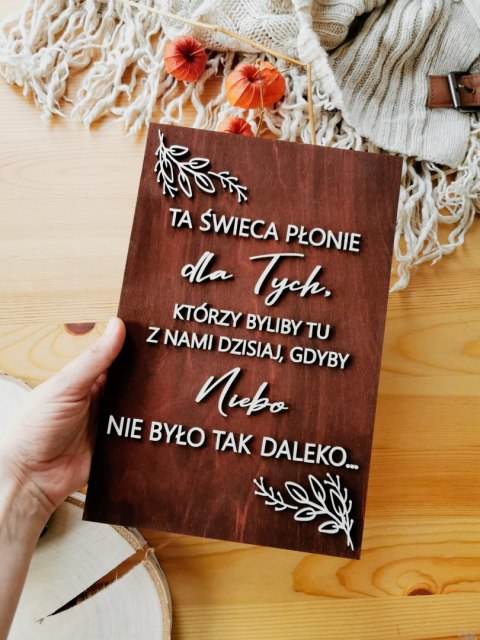 TA ŚWIECA PŁONIE
dla Tych,
KTÓRZY BYLIBY TU
Z NAMI DZISIAJ, GDYBY
Niebo
NIE BYŁO TAK DALEKO...